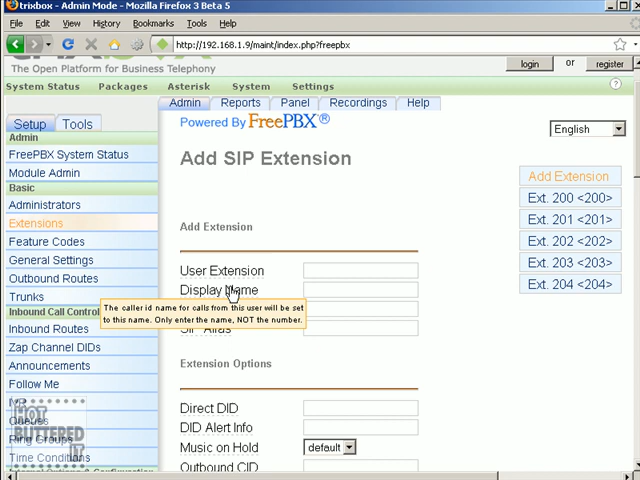 trixbox - Admin Mode - Mozilla Firefox 3 Beta 5
File Edit View History Bookmarks Tools Help
http://192.168.1.9/maint/index.php?freepbx
The Open Platform for Business Telephony
login or register
System Status Packages Asterisk System Settings
Admin Reports Panel Recordings Help
Setup Tools
Powered By FreePBX®
English
Admin
FreePBX System Status
Module Admin
Basic
Administrators
Extensions
Feature Codes
General Settings
Outbound Routes
Trunks
Inbound Call Control
Inbound Routes
Zap Channel DIDs
Announcements
Follow Me
Queues
Ring Groups
Time Conditions
HOT
BUTTERED
IT
Add SIP Extension
Add Extension
User Extension
Display Name
The caller id name for calls from this user will be set
to this name. Only enter the name, NOT the number.
SIP Alias
Extension Options
Direct DID
DID Alert Info
Music on Hold default
Outbound CID
Add Extension
Ext. 200 <200>
Ext. 201 <201>
Ext. 202 <202>
Ext. 203 <203>
Ext. 204 <204>